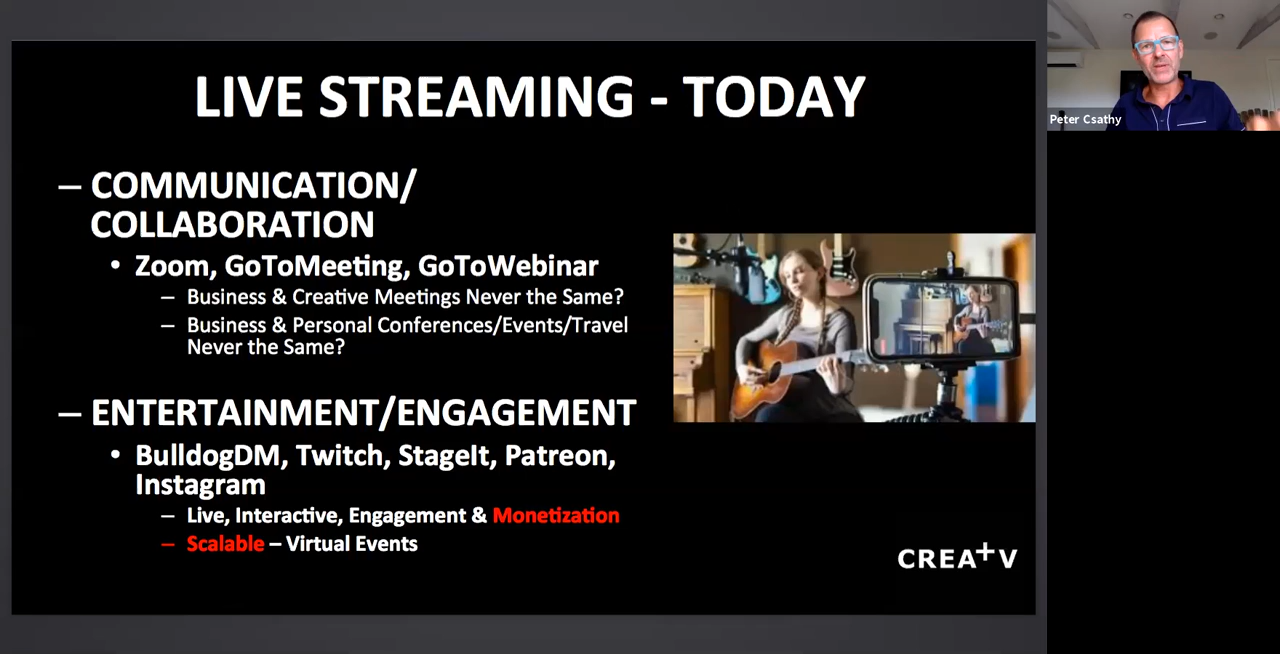 LIVE STREAMING - TODAY
– COMMUNICATION/
COLLABORATION
• Zoom, GoToMeeting, GoToWebinar
– Business & Creative Meetings Never the Same?
– Business & Personal Conferences/Events/Travel
Never the Same?
– ENTERTAINMENT/ENGAGEMENT
• BulldogDM, Twitch, StageIt, Patreon,
Instagram
– Live, Interactive, Engagement & Monetization
– Scalable – Virtual Events
CREA+V
Peter Csathy